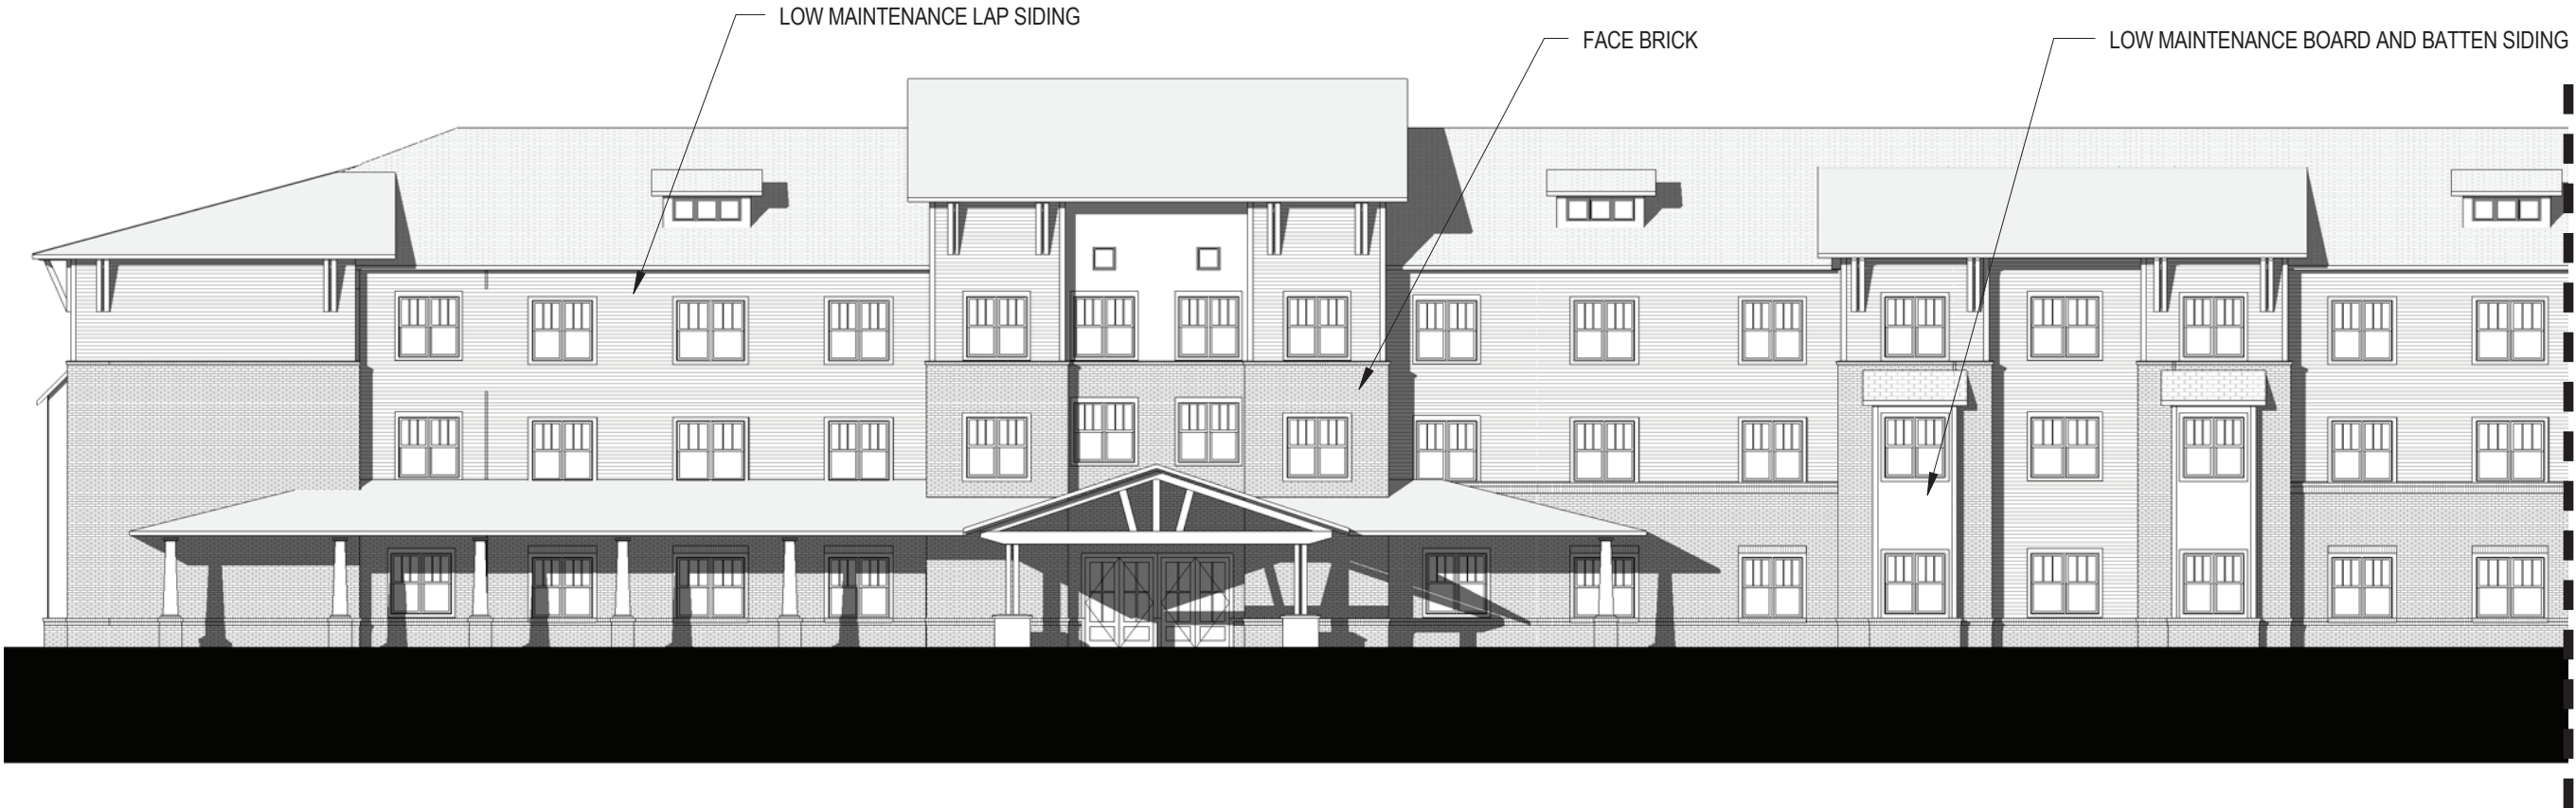 LOW MAINTENANCE LAP SIDING
FACE BRICK
LOW MAINTENANCE BOARD AND BATTEN SIDING